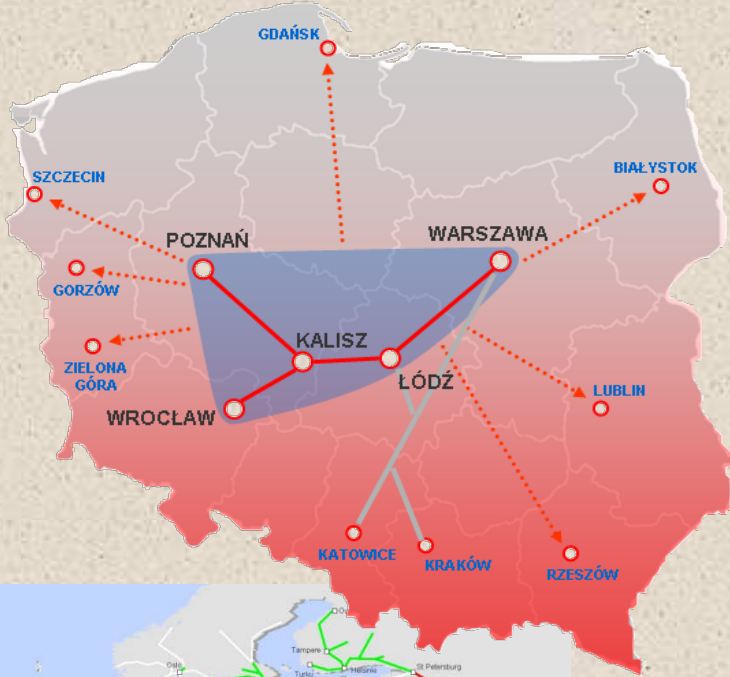 GDAŃSK
SZCZECIN
BIAŁYSTOK
POZNAŃ
WARSZAWA
GORZÓW
KALISZ
ZIELONA
GÓRA
ŁÓDŹ
LUBLIN
WROCŁAW
KATOWICE
KRAKÓW
RZESZÓW
Tampere
Oslo
Turku
Helsinki
St Petersburg